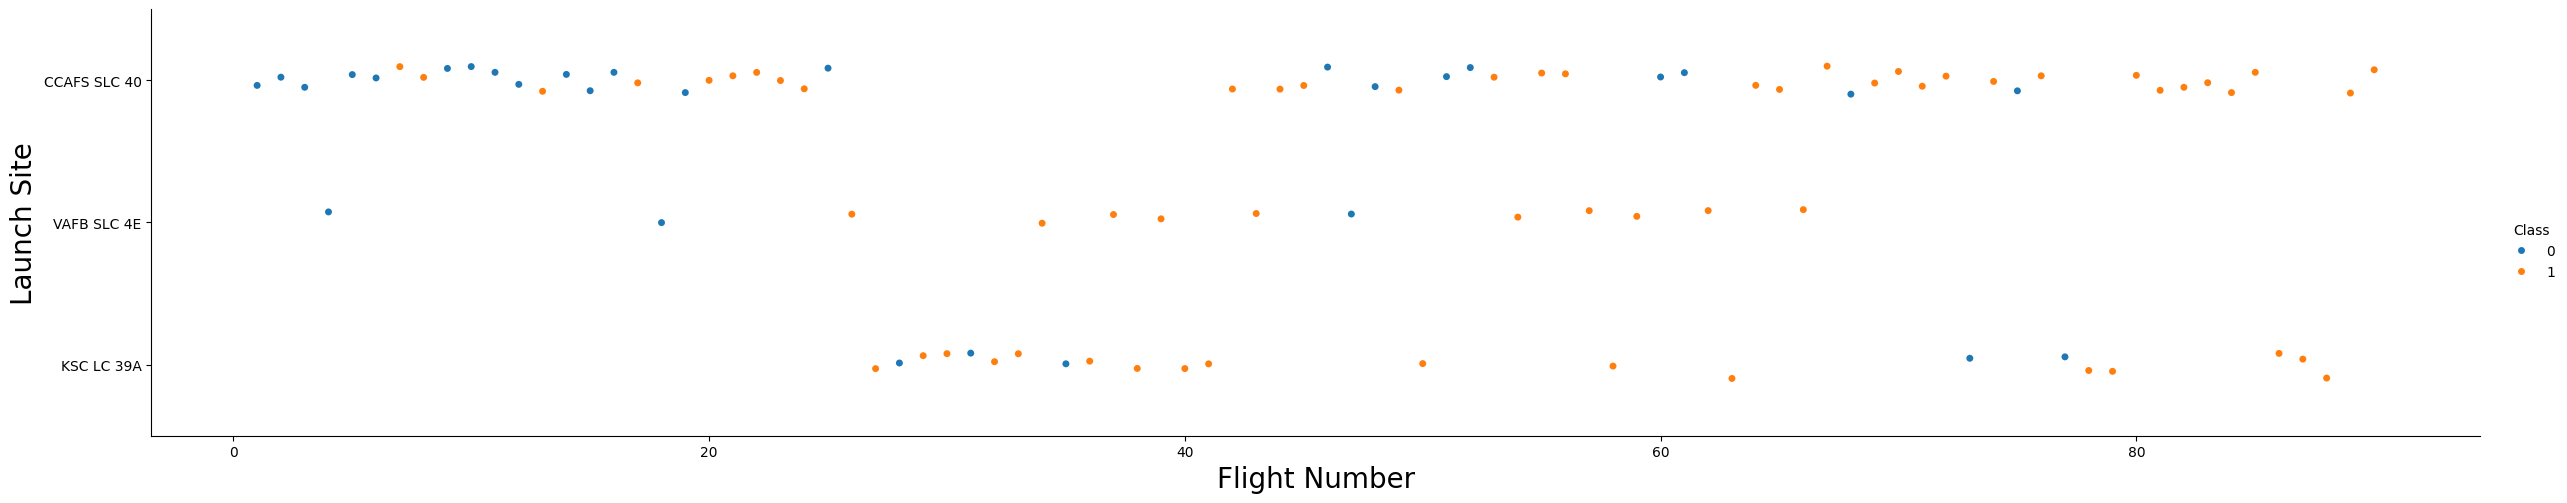 Launch Site
CCAFS SLC 40
VAFB SLC 4E
KSC LC 39A
0 20 40 60 80
Flight Number
Class
0
1